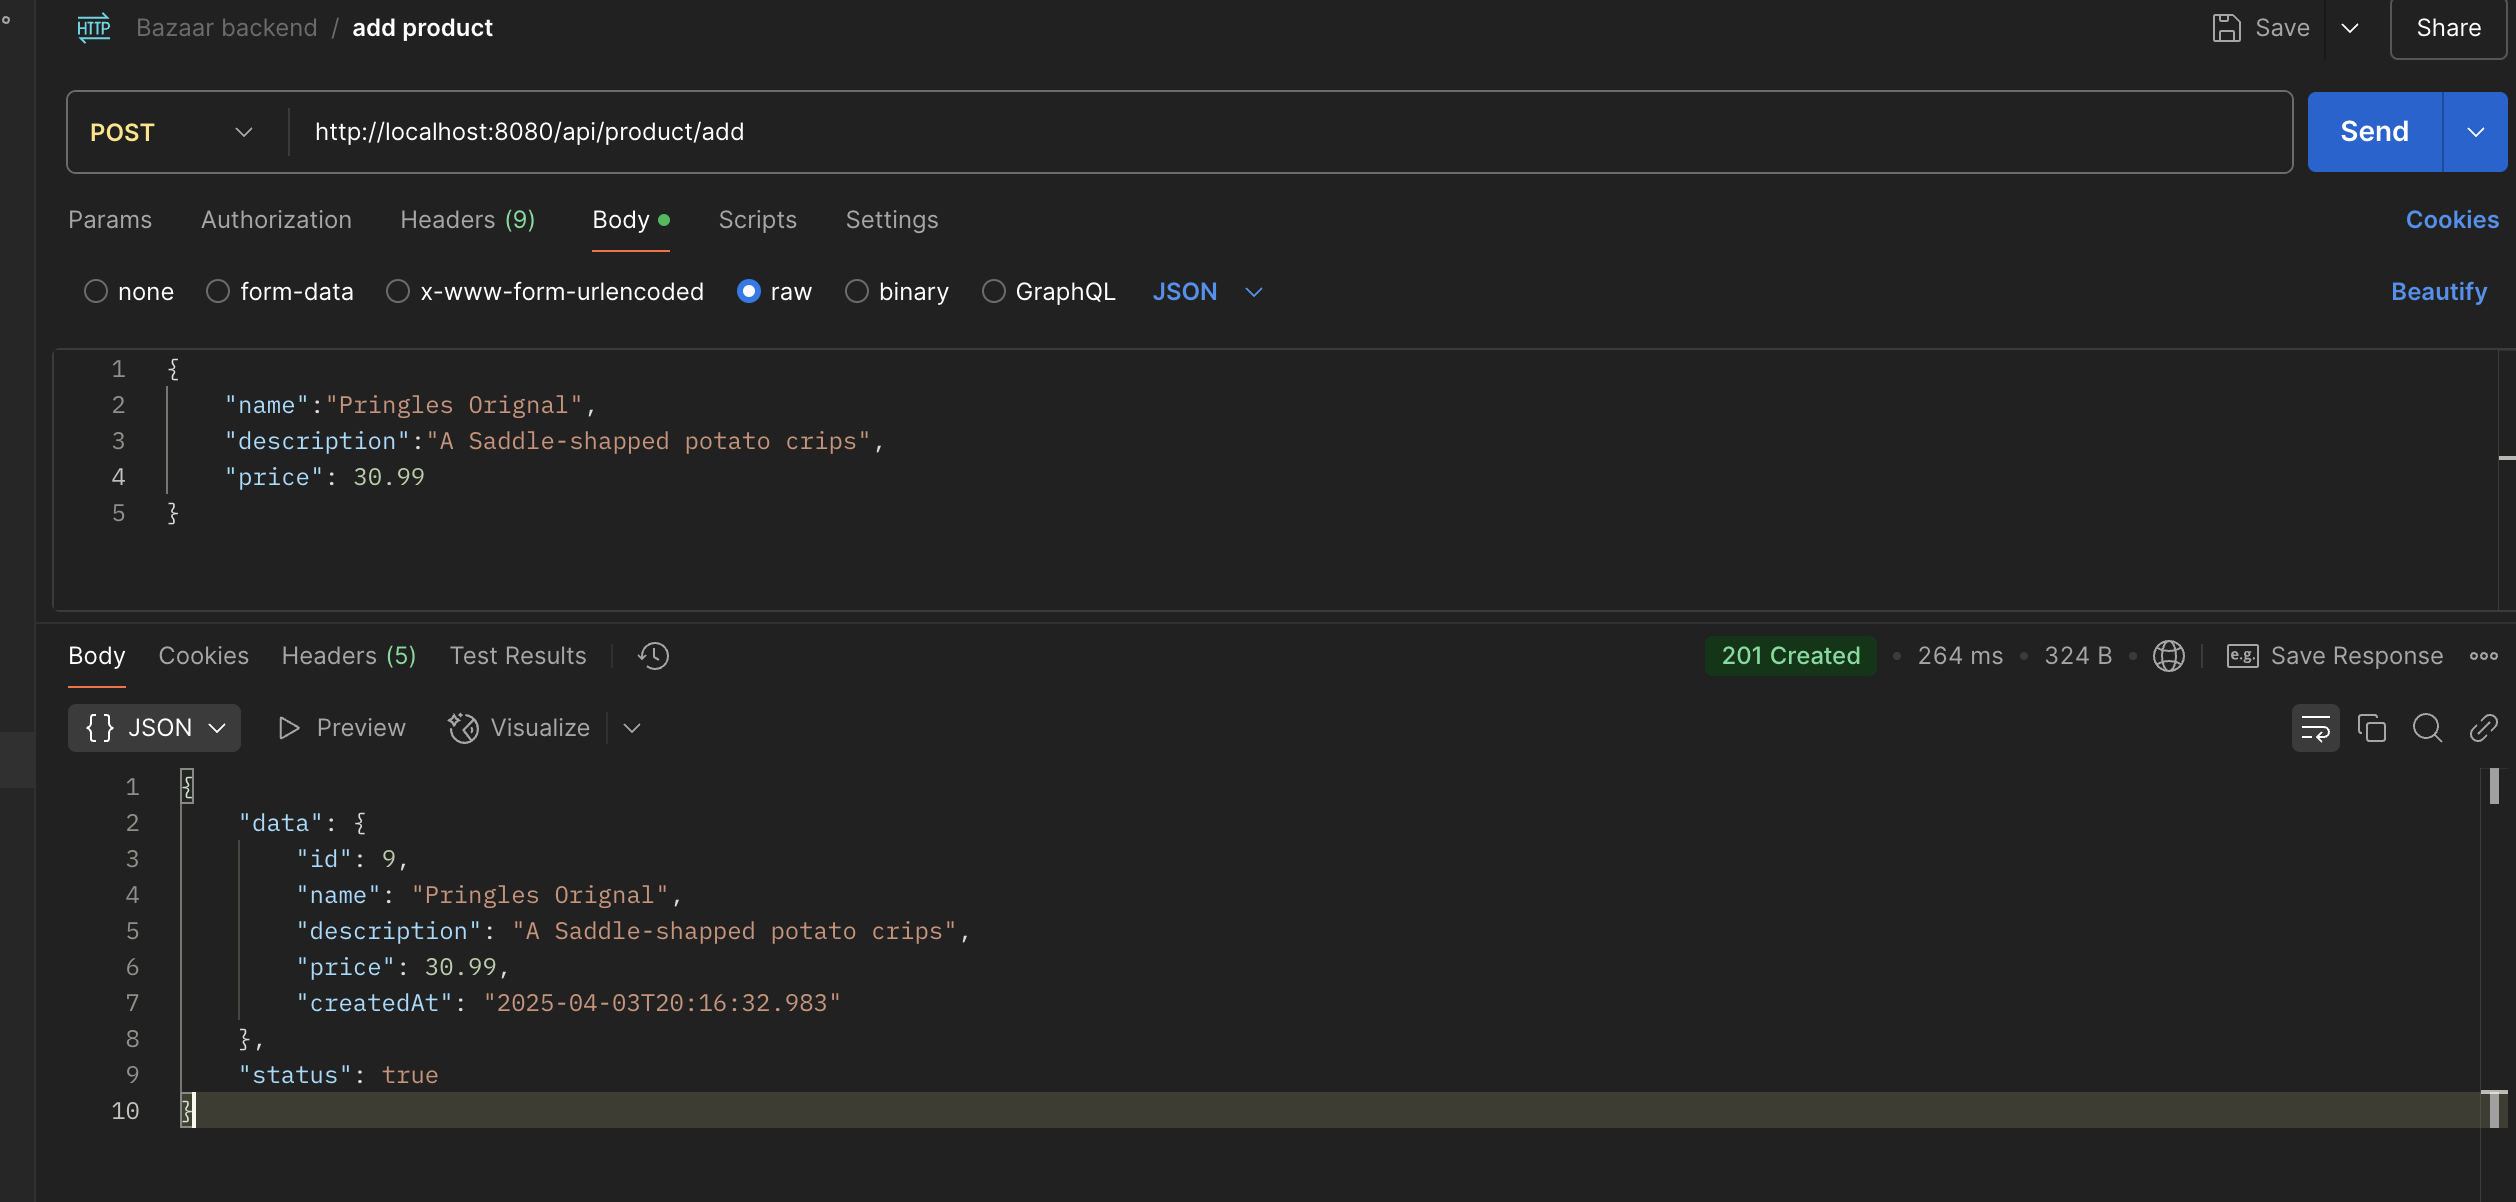 HTTP Bazaar backend / add product Save Share
POST http://localhost:8080/api/product/add Send
Params Authorization Headers (9) Body Scripts Settings Cookies
none form-data x-www-form-urlencoded raw binary GraphQL JSON Beautify
1 {
2 "name":"Pringles Orignal",
3 "description":"A Saddle-shapped potato crips",
4 "price": 30.99
5 }
Body Cookies Headers (5) Test Results 201 Created • 264 ms • 324 B • e.g. Save Response
{} JSON Preview Visualize
1 {
2 "data": {
3 "id": 9,
4 "name": "Pringles Orignal",
5 "description": "A Saddle-shapped potato crips",
6 "price": 30.99,
7 "createdAt": "2025-04-03T20:16:32.983"
8 },
9 "status": true
10 }